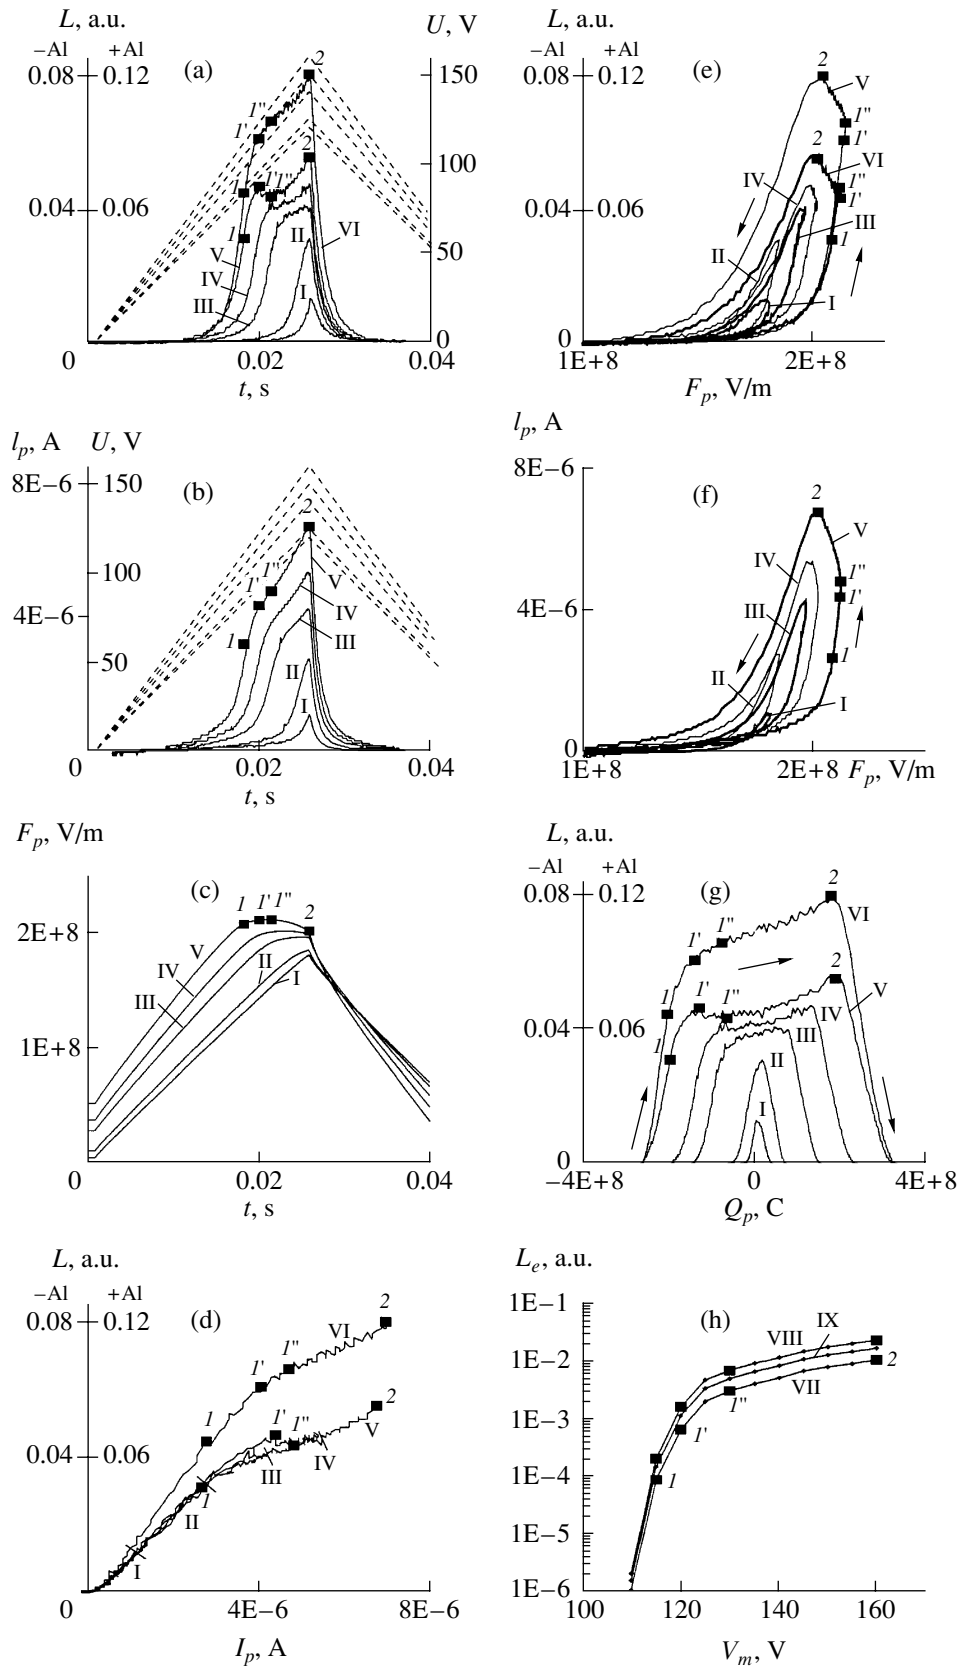 L, a.u.
U, V
–Al +Al
(a)
0.08 0.12
150
2
1''
1'
100
2
1' 1''
1
0.04 0.06
1
II
VI
V
50
IV
III
I
0
0 0.02 0.04
t, s
L, a.u.
–Al +Al
(e)
2
0.08 0.12
V
1''
1'
2
VI
IV
1''
1'
0.04 0.06
III
1
II
I
0
1E+8 2E+8
F_p, V/m
l_p, A U, V
8E–6 150
(b)
2
100
V
1' 1''
4E–6
IV
1
III
50
II
I
0 0.02 0.04
t, s
l_p, A
8E–6
(f)
2
V
IV
1''
1'
4E–6
III
1
II
I
0
1E+8 2E+8 F_p, V/m
F_p, V/m
(c)
1 1' 1'' 2
2E+8
V
IV
II
III
I
1E+8
0 0.02 0.04
t, s
L, a.u.
–Al +Al
(g)
2
0.08 0.12
VI
1' 1''
2
1 1' 1''
V
0.04 0.06
IV
1
III
II
I
0
–4E+8 0 4E+8
Q_p, C
L, a.u.
–Al +Al
(d)
2
0.08 0.12
VI
1''
1'
2
1
1' 1''
V
0.04 0.06
IV
III
1
II
I
0 4E–6 8E–6
I_p, A
L_e, a.u.
1E–1
(h)
IX
VIII
1E–2
2
VII
1''
1E–3
1'
1E–4
1
1E–5
1E–6
100 120 140 160
V_m, V